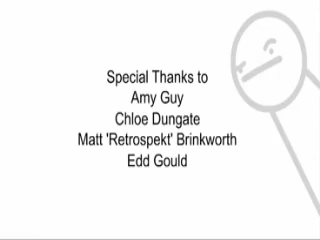 Special Thanks to
Amy Guy
Chloe Dungate
Matt 'Retrospekt' Brinkworth
Edd Gould